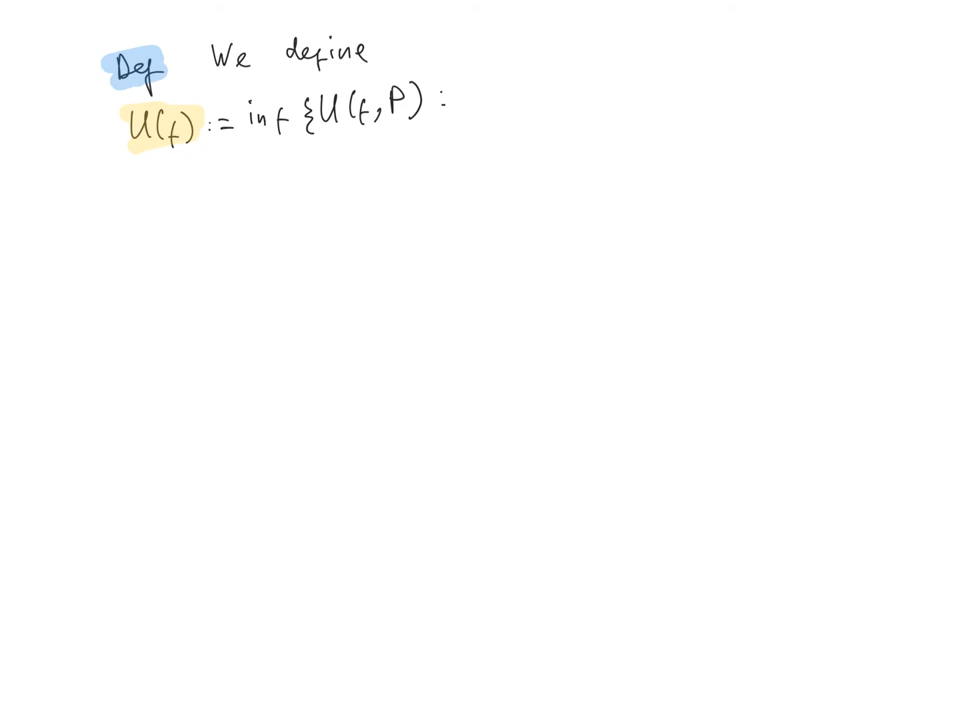 Def We define
U(f) := inf {U(f, P) :